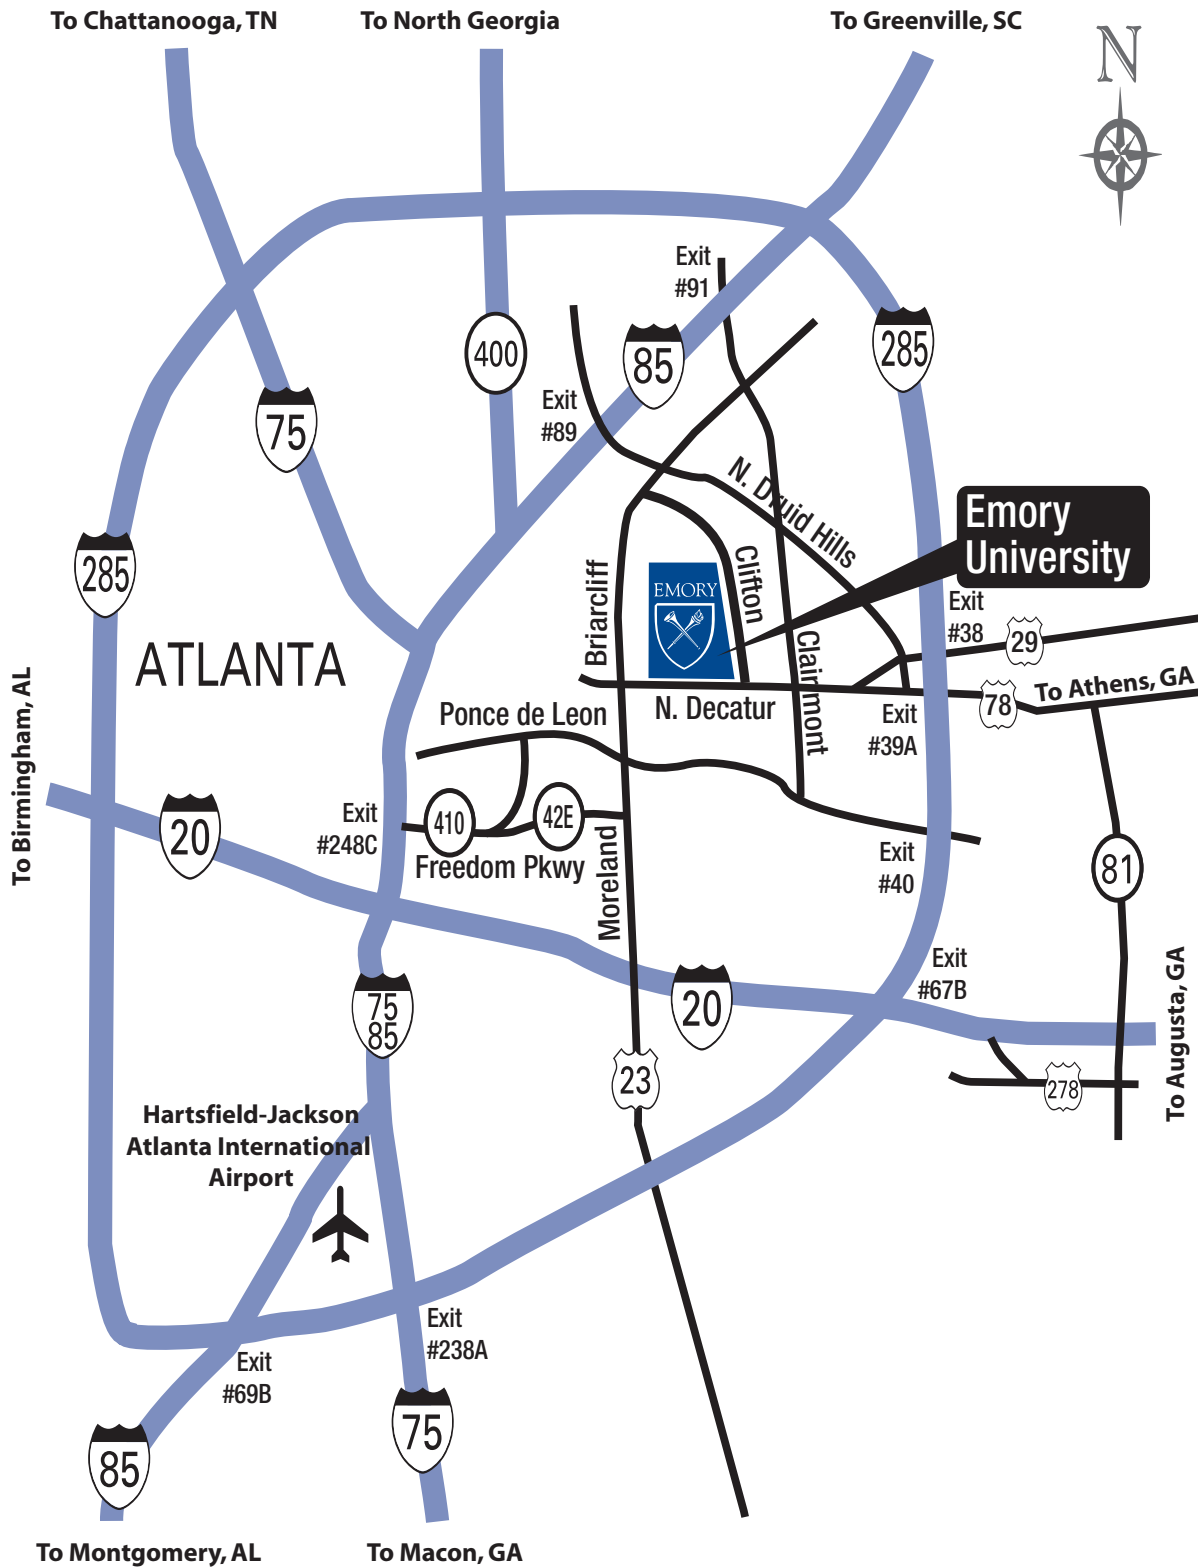 To Chattanooga, TN
To North Georgia
To Greenville, SC
N
Exit
#91
400
85
285
Exit
#89
75
N. Druid Hills
Emory
University
285
Briarcliff
EMORY
Clifton
Exit
#38
29
ATLANTA
Clairmont
To Athens, GA
78
Ponce de Leon
N. Decatur
Exit
#39A
To Birmingham, AL
20
Exit
#248C
410
42E
Freedom Pkwy
Moreland
Exit
#40
81
Exit
#67B
75
85
20
To Augusta, GA
23
278
Hartsfield-Jackson
Atlanta International
Airport
Exit
#238A
Exit
#69B
75
85
To Montgomery, AL
To Macon, GA